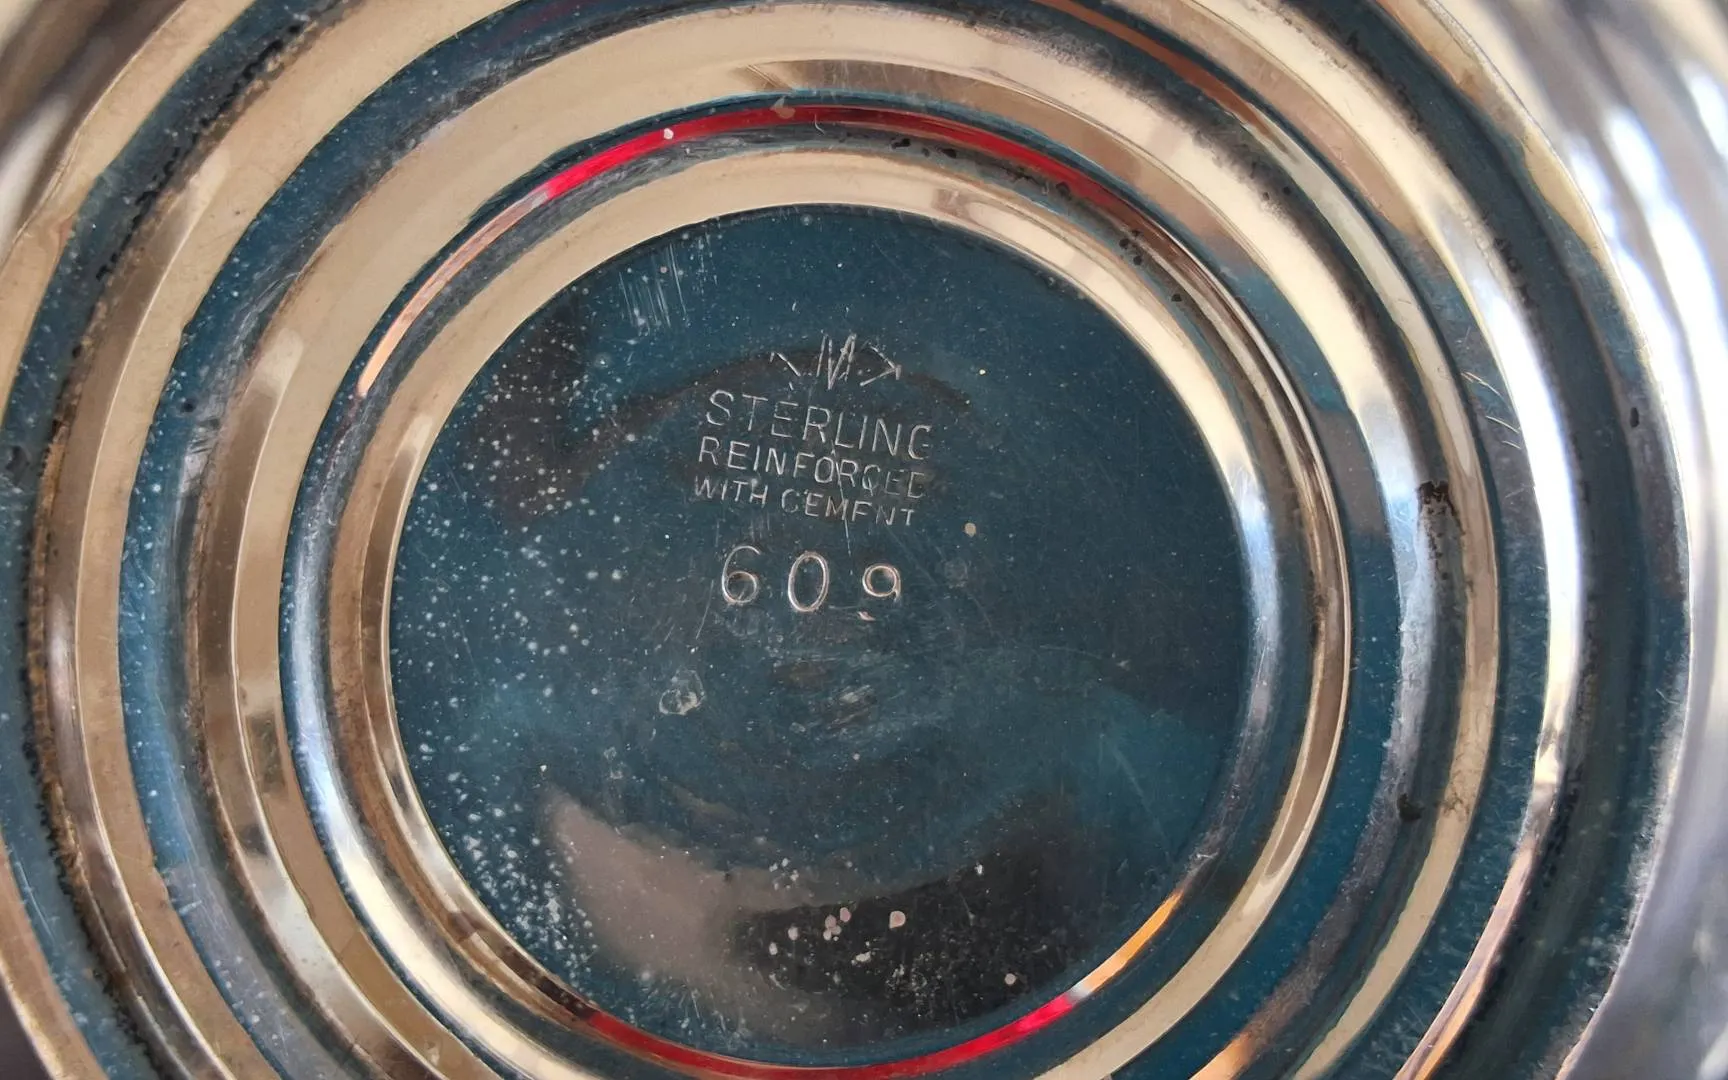 <M>
STERLING
REINFORCED
WITH CEMENT
609